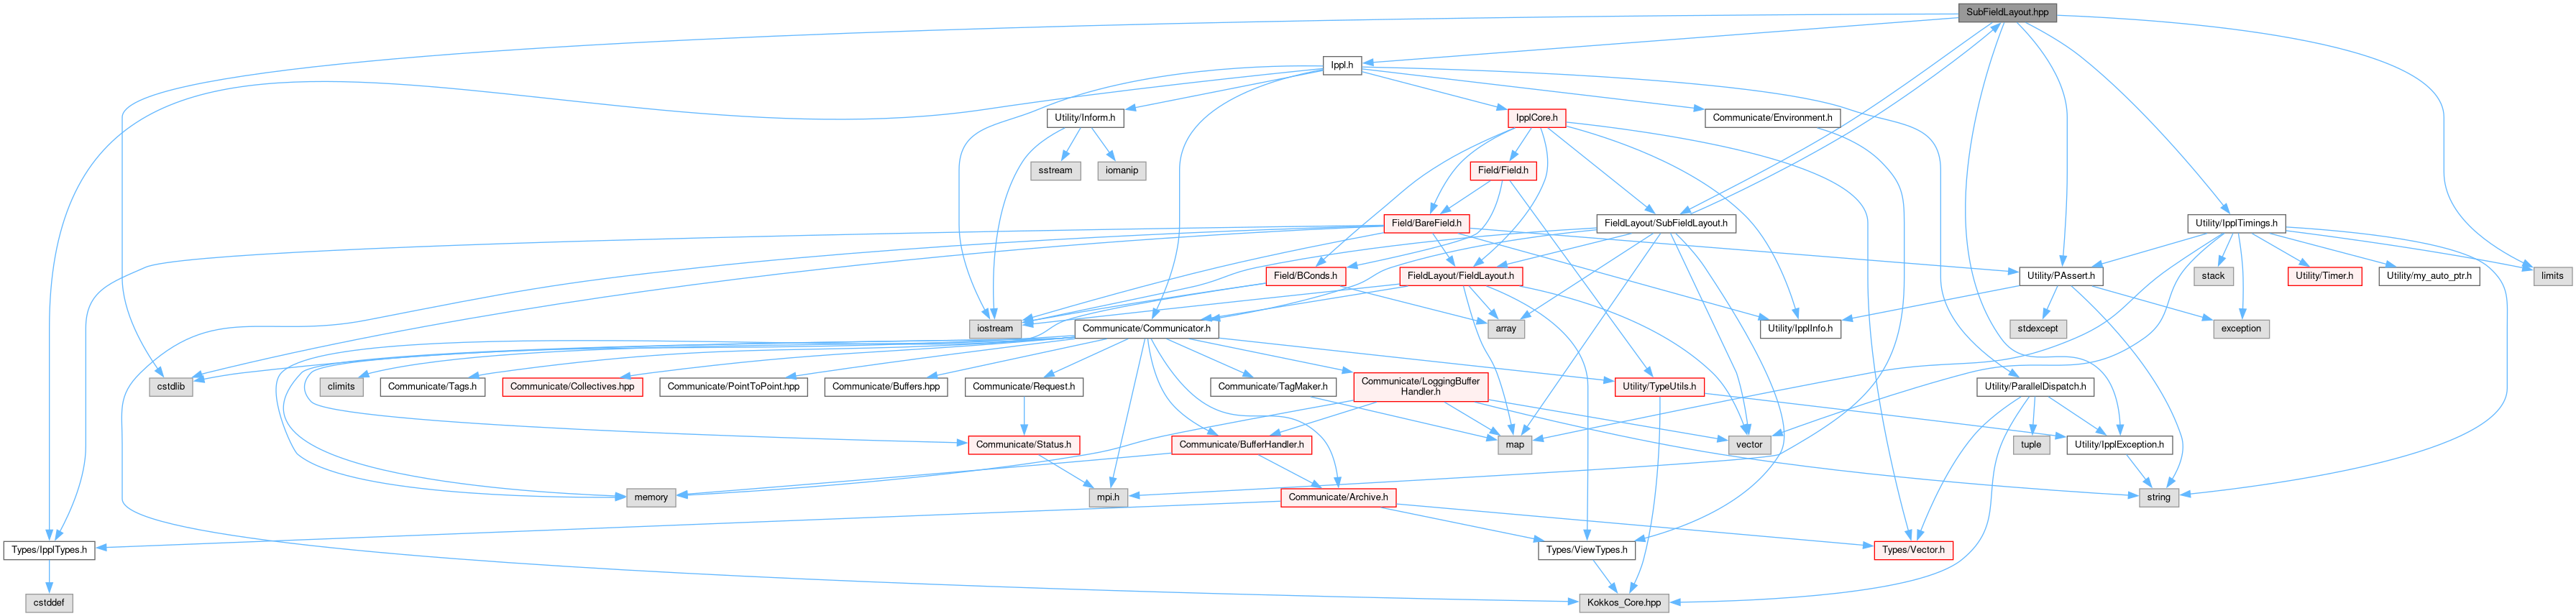 SubFieldLayout.hpp
Ippl.h
Utility/Inform.h
IpplCore.h
Communicate/Environment.h
sstream
iomanip
Field/Field.h
Field/BareField.h
FieldLayout/SubFieldLayout.h
Utility/IpplTimings.h
Field/BConds.h
FieldLayout/FieldLayout.h
Utility/PAssert.h
stack
Utility/Timer.h
Utility/my_auto_ptr.h
limits
iostream
Communicate/Communicator.h
array
Utility/IpplInfo.h
stdexcept
exception
cstdlib
climits
Communicate/Tags.h
Communicate/Collectives.hpp
Communicate/PointToPoint.hpp
Communicate/Buffers.hpp
Communicate/Request.h
Communicate/TagMaker.h
Communicate/LoggingBuffer
Handler.h
Utility/TypeUtils.h
Utility/ParallelDispatch.h
Communicate/Status.h
Communicate/BufferHandler.h
map
vector
tuple
Utility/IpplException.h
memory
mpi.h
Communicate/Archive.h
string
Types/IpplTypes.h
Types/ViewTypes.h
Types/Vector.h
cstddef
Kokkos_Core.hpp